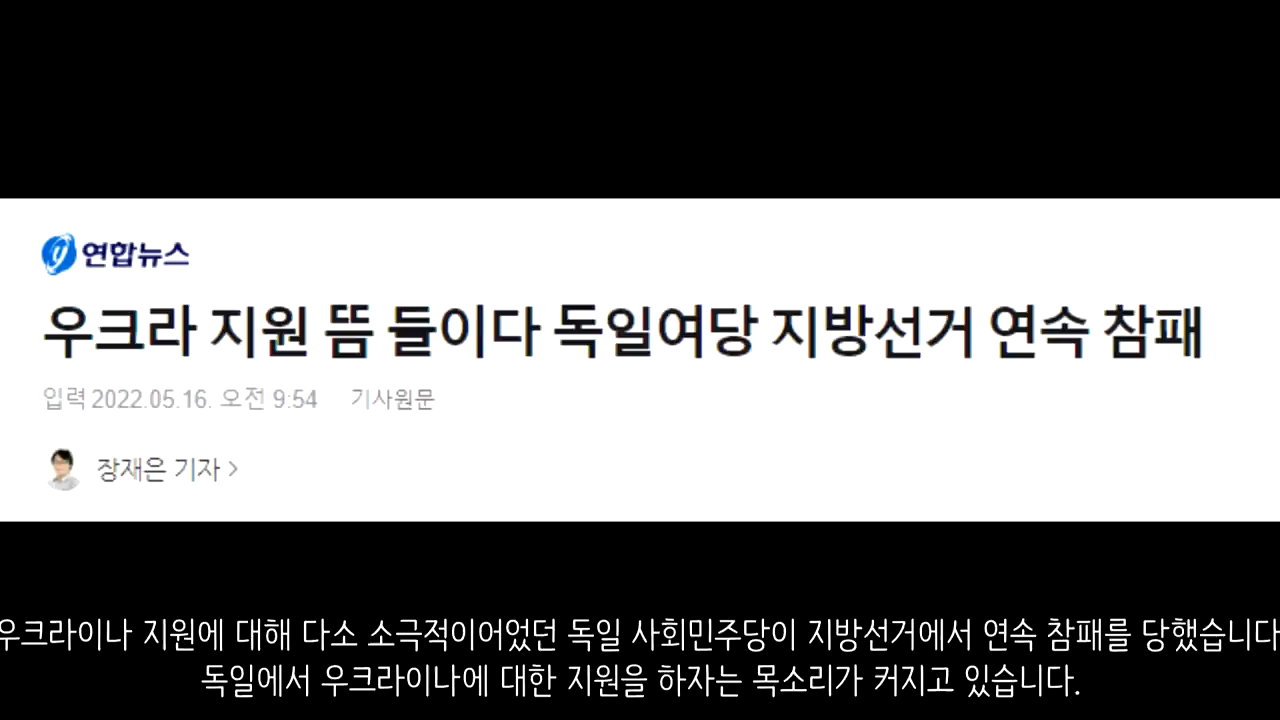 연합뉴스
우크라 지원 뜸 들이다 독일여당 지방선거 연속 참패
입력 2022.05.16. 오전 9:54 기사원문
장재은 기자 >
우크라이나 지원에 대해 다소 소극적이어었던 독일 사회민주당이 지방선거에서 연속 참패를 당했습니다
독일에서 우크라이나에 대한 지원을 하자는 목소리가 커지고 있습니다.